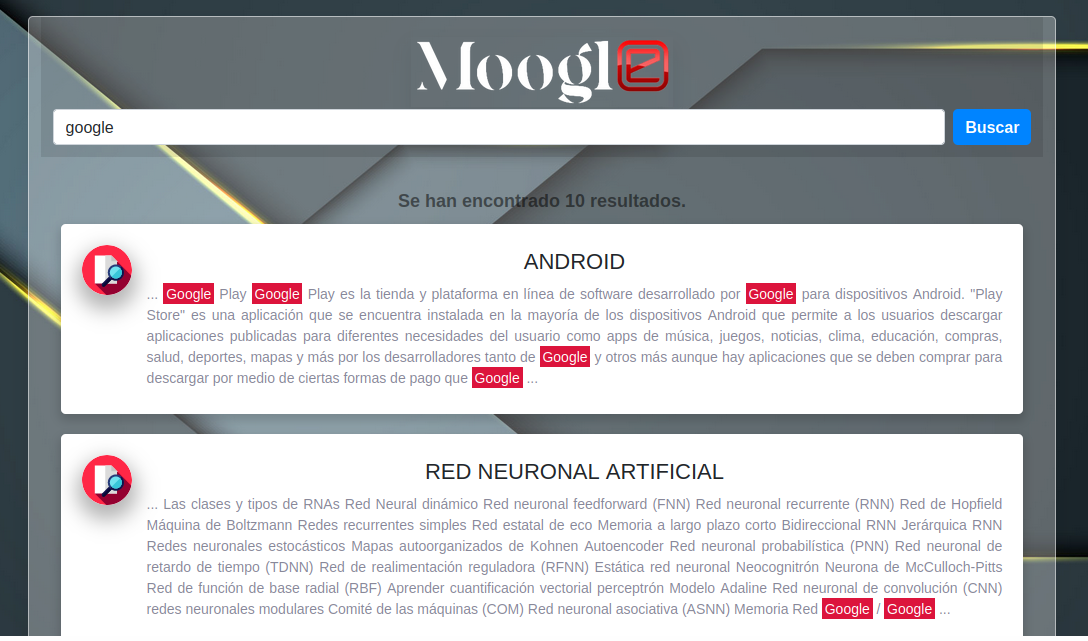 MooglE
google
Buscar
Se han encontrado 10 resultados.
ANDROID
... Google Play Google Play es la tienda y plataforma en línea de software desarrollado por Google para dispositivos Android. "Play
Store" es una aplicación que se encuentra instalada en la mayoría de los dispositivos Android que permite a los usuarios descargar
aplicaciones publicadas para diferentes necesidades del usuario como apps de música, juegos, noticias, clima, educación, compras,
salud, deportes, mapas y más por los desarrolladores tanto de Google y otros más aunque hay aplicaciones que se deben comprar para
descargar por medio de ciertas formas de pago que Google ...
RED NEURONAL ARTIFICIAL
... Las clases y tipos de RNAs Red Neural dinámico Red neuronal feedforward (FNN) Red neuronal recurrente (RNN) Red de Hopfield
Máquina de Boltzmann Redes recurrentes simples Red estatal de eco Memoria a largo plazo corto Bidireccional RNN Jerárquica RNN
Redes neuronales estocásticos Mapas autoorganizados de Kohnen Autoencoder Red neuronal probabilística (PNN) Red neuronal de
retardo de tiempo (TDNN) Red de realimentación reguladora (RFNN) Estática red neuronal Neocognitrón Neurona de McCulloch-Pitts
Red de función de base radial (RBF) Aprender cuantificación vectorial perceptrón Modelo Adaline Red neuronal de convolución (CNN)
redes neuronales modulares Comité de las máquinas (COM) Red neuronal asociativa (ASNN) Memoria Red Google / Google ...